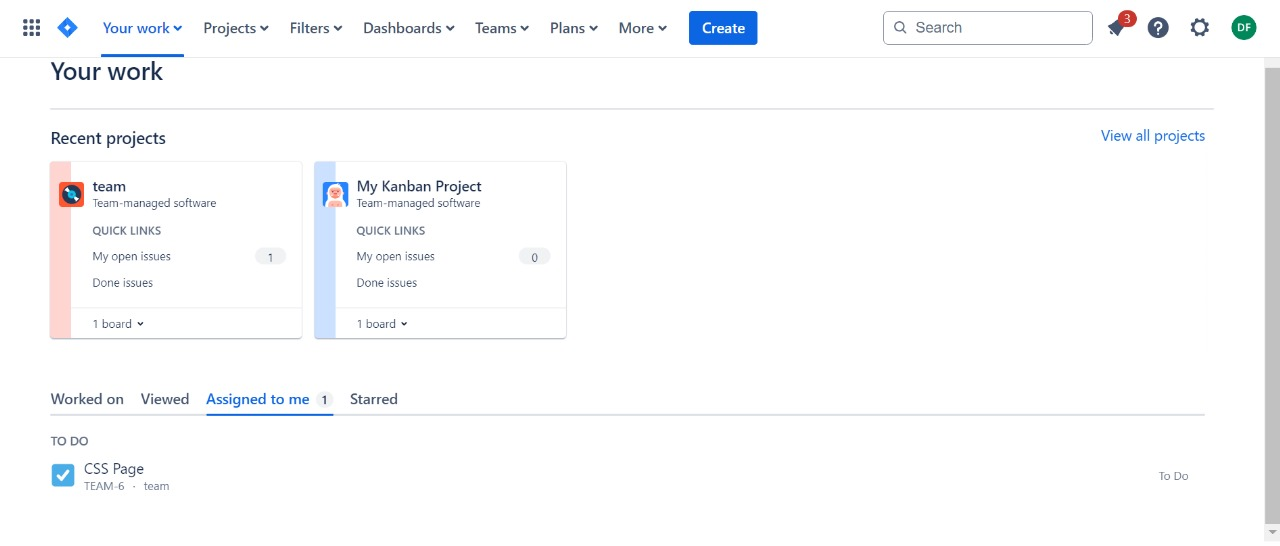 Your work Projects Filters Dashboards Teams Plans More Create Search 3 DF
Your work
Recent projects View all projects
team
Team-managed software
QUICK LINKS
My open issues 1
Done issues
1 board
My Kanban Project
Team-managed software
QUICK LINKS
My open issues 0
Done issues
1 board
Worked on Viewed Assigned to me 1 Starred
TO DO
CSS Page
TEAM-6 · team To Do